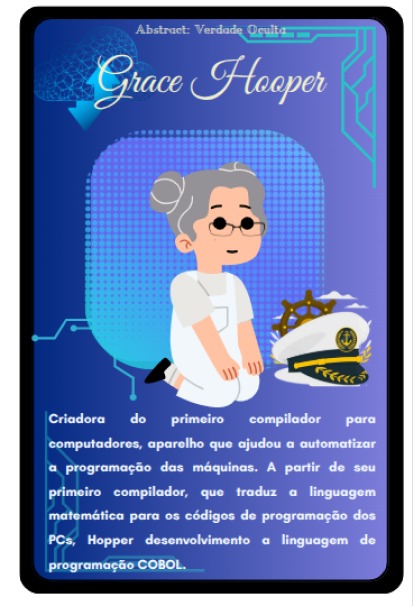 Abstract: Verdade Oculta
Grace Hooper
Criadora do primeiro compilador para
computadores, aparelho que ajudou a automatizar
a programação das máquinas. A partir de seu
primeiro compilador, que traduz a linguagem
matemática para os códigos de programação dos
PCs, Hopper desenvolvimento a linguagem de
programação COBOL.